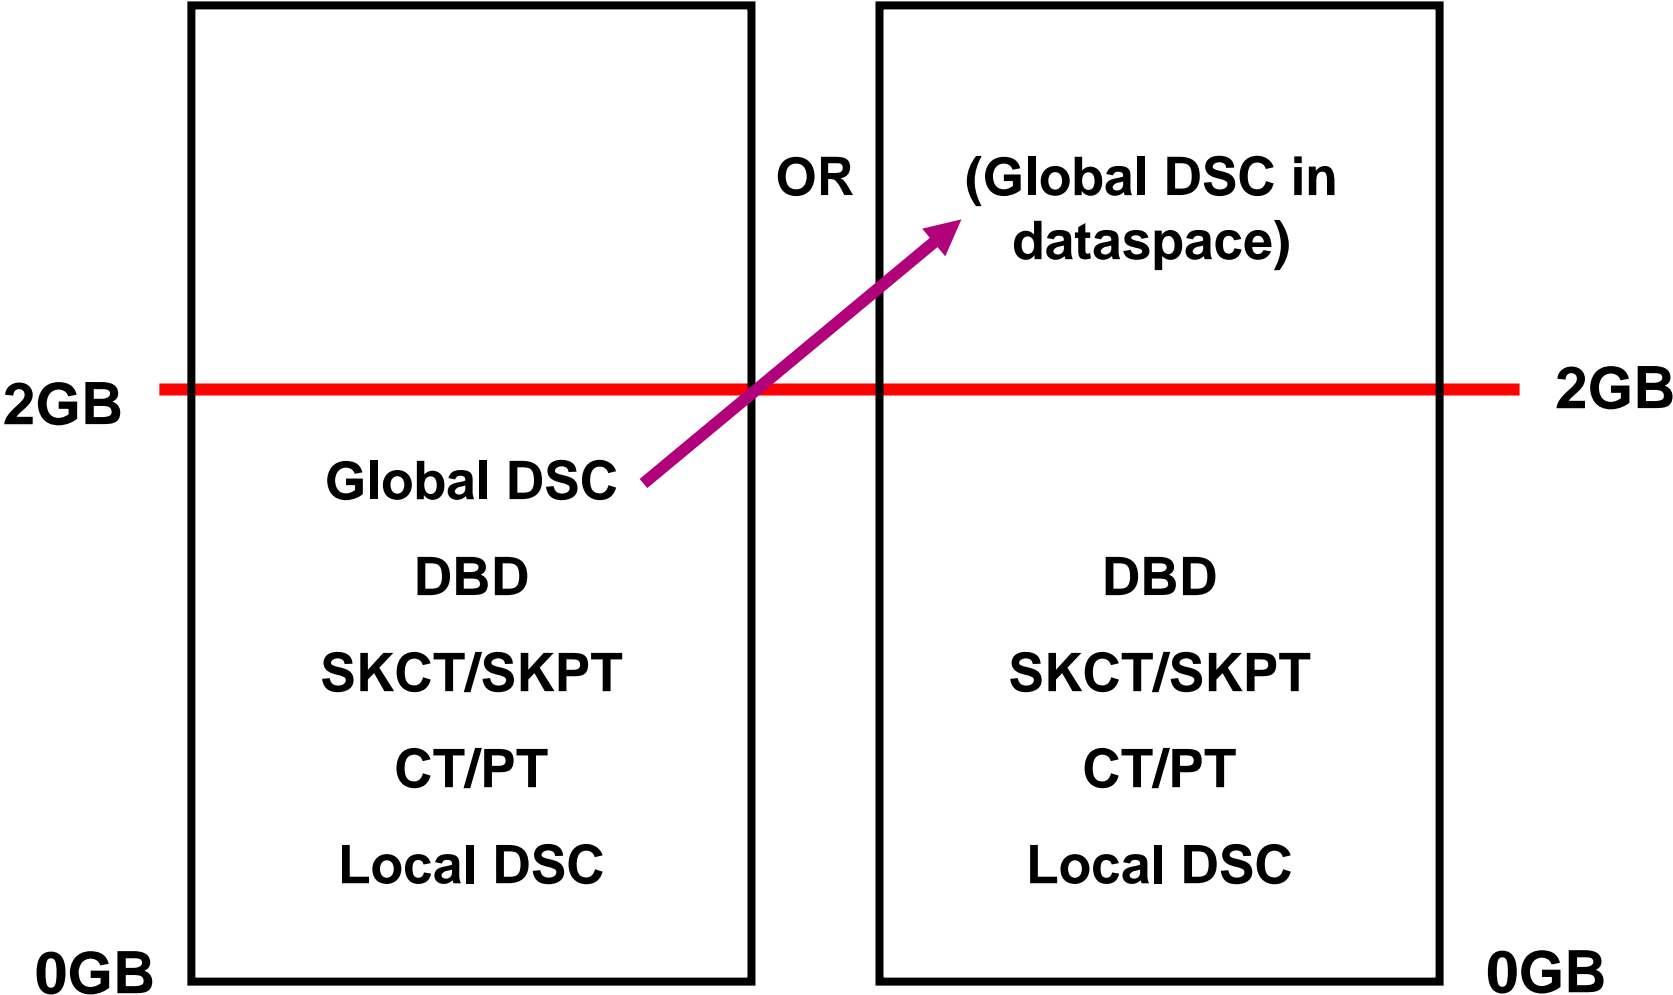 OR
(Global DSC in
dataspace)
2GB
2GB
Global DSC
DBD
DBD
SKCT/SKPT
SKCT/SKPT
CT/PT
CT/PT
Local DSC
Local DSC
0GB
0GB